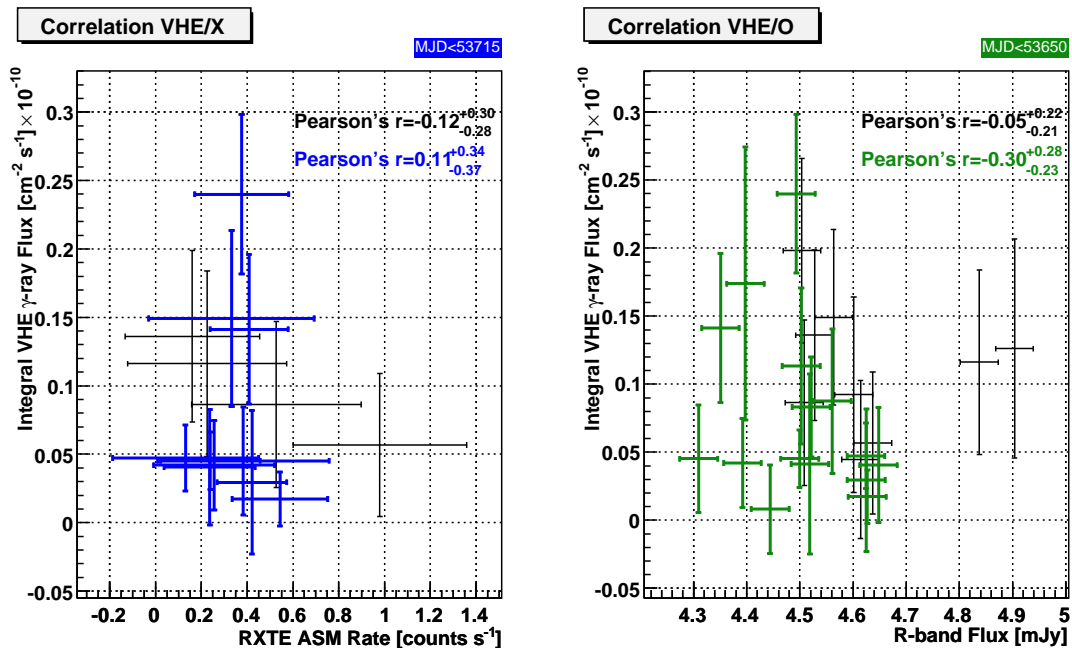 Correlation VHE/X
MJD<53715
Integral VHE γ-ray Flux [cm⁻² s⁻¹] × 10⁻¹⁰
0.3
0.25
0.2
0.15
0.1
0.05
0
-0.05
Pearson's r=-0.12 +0.30 -0.28
Pearson's r=0.11 +0.34 -0.37
-0.2 0 0.2 0.4 0.6 0.8 1 1.2 1.4
RXTE ASM Rate [counts s⁻¹]
Correlation VHE/O
MJD<53650
Integral VHE γ-ray Flux [cm⁻² s⁻¹] × 10⁻¹⁰
0.3
0.25
0.2
0.15
0.1
0.05
0
-0.05
Pearson's r=-0.05 +0.22 -0.21
Pearson's r=-0.30 +0.28 -0.23
4.3 4.4 4.5 4.6 4.7 4.8 4.9 5
R-band Flux [mJy]